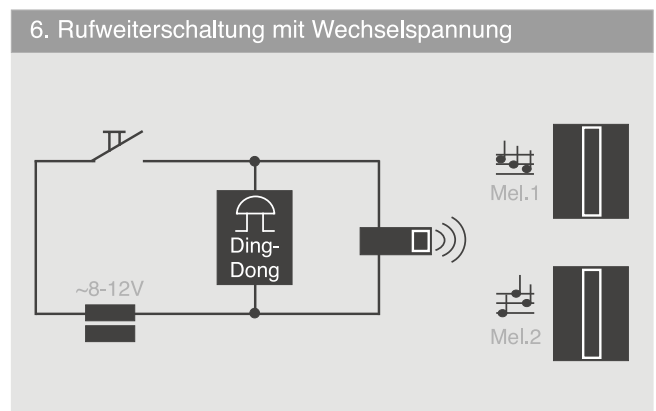 6. Rufweiterschaltung mit Wechselspannung
Mel.1
Ding-
Dong
~8-12V
Mel.2